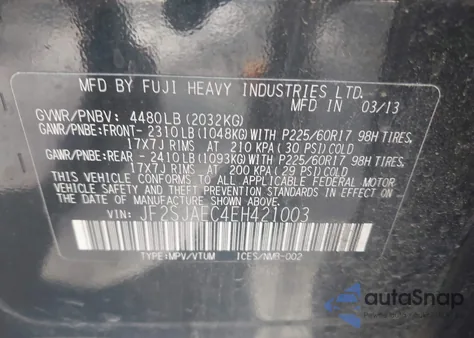 MFD BY FUJI HEAVY INDUSTRIES LTD.
MFD IN 03/13
GVWR/PNBV: 4480LB(2032KG)
GAWR/PNBE:FRONT- 2310LB(1048KG)WITH P225/60R17 98H TIRES,
17X7J RIMS, AT 210 KPA(30 PSI)COLD
GAWR/PNBE:REAR - 2410LB(1093KG)WITH P225/60R17 98H TIRES,
17X7J RIMS, AT 200 KPA(29 PSI)COLD
THIS VEHICLE CONFORMS TO ALL APPLICABLE FEDERAL MOTOR
VEHICLE SAFETY, BUMPER, AND THEFT PREVENTION STANDARDS IN
EFFECT ON THE DATE OF MANUFACTURE SHOWN ABOVE.
VIN: JF2SJAEC4EH421003
TYPE:MPV/VTUM ICES/NMB-002
autaSnap